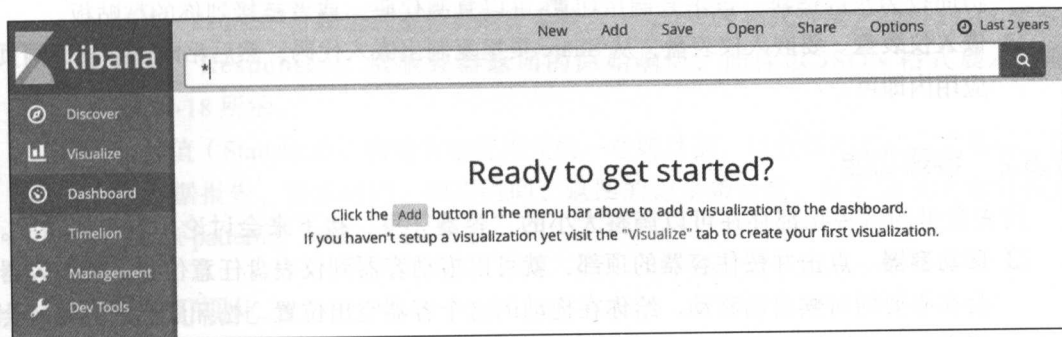 kibana
New Add Save Open Share Options Last 2 years
*
Discover
Visualize
Dashboard
Timelion
Management
Dev Tools
Ready to get started?
Click the Add button in the menu bar above to add a visualization to the dashboard.
If you haven't setup a visualization yet visit the "Visualize" tab to create your first visualization.